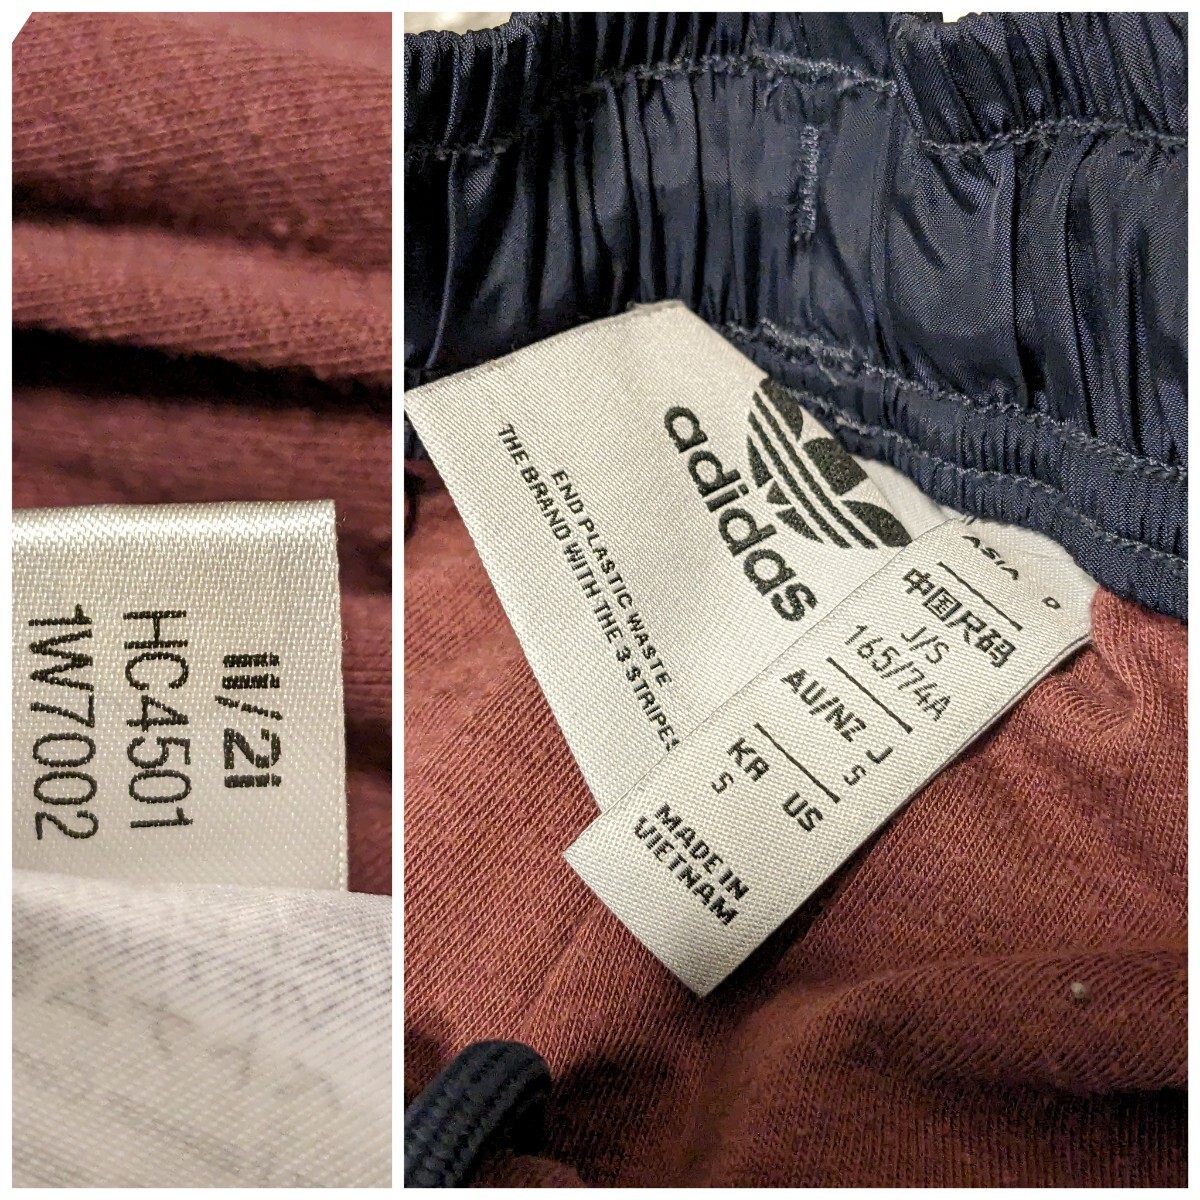 11/21
HC4501
1W7002
adidas
END PLASTIC WASTE
THE BRAND WITH THE 3-STRIPES
ASIA
中国尺码
J/S
165/74A
AU/NZ
J
S
KR
S
US
MADE IN
VIETNAM